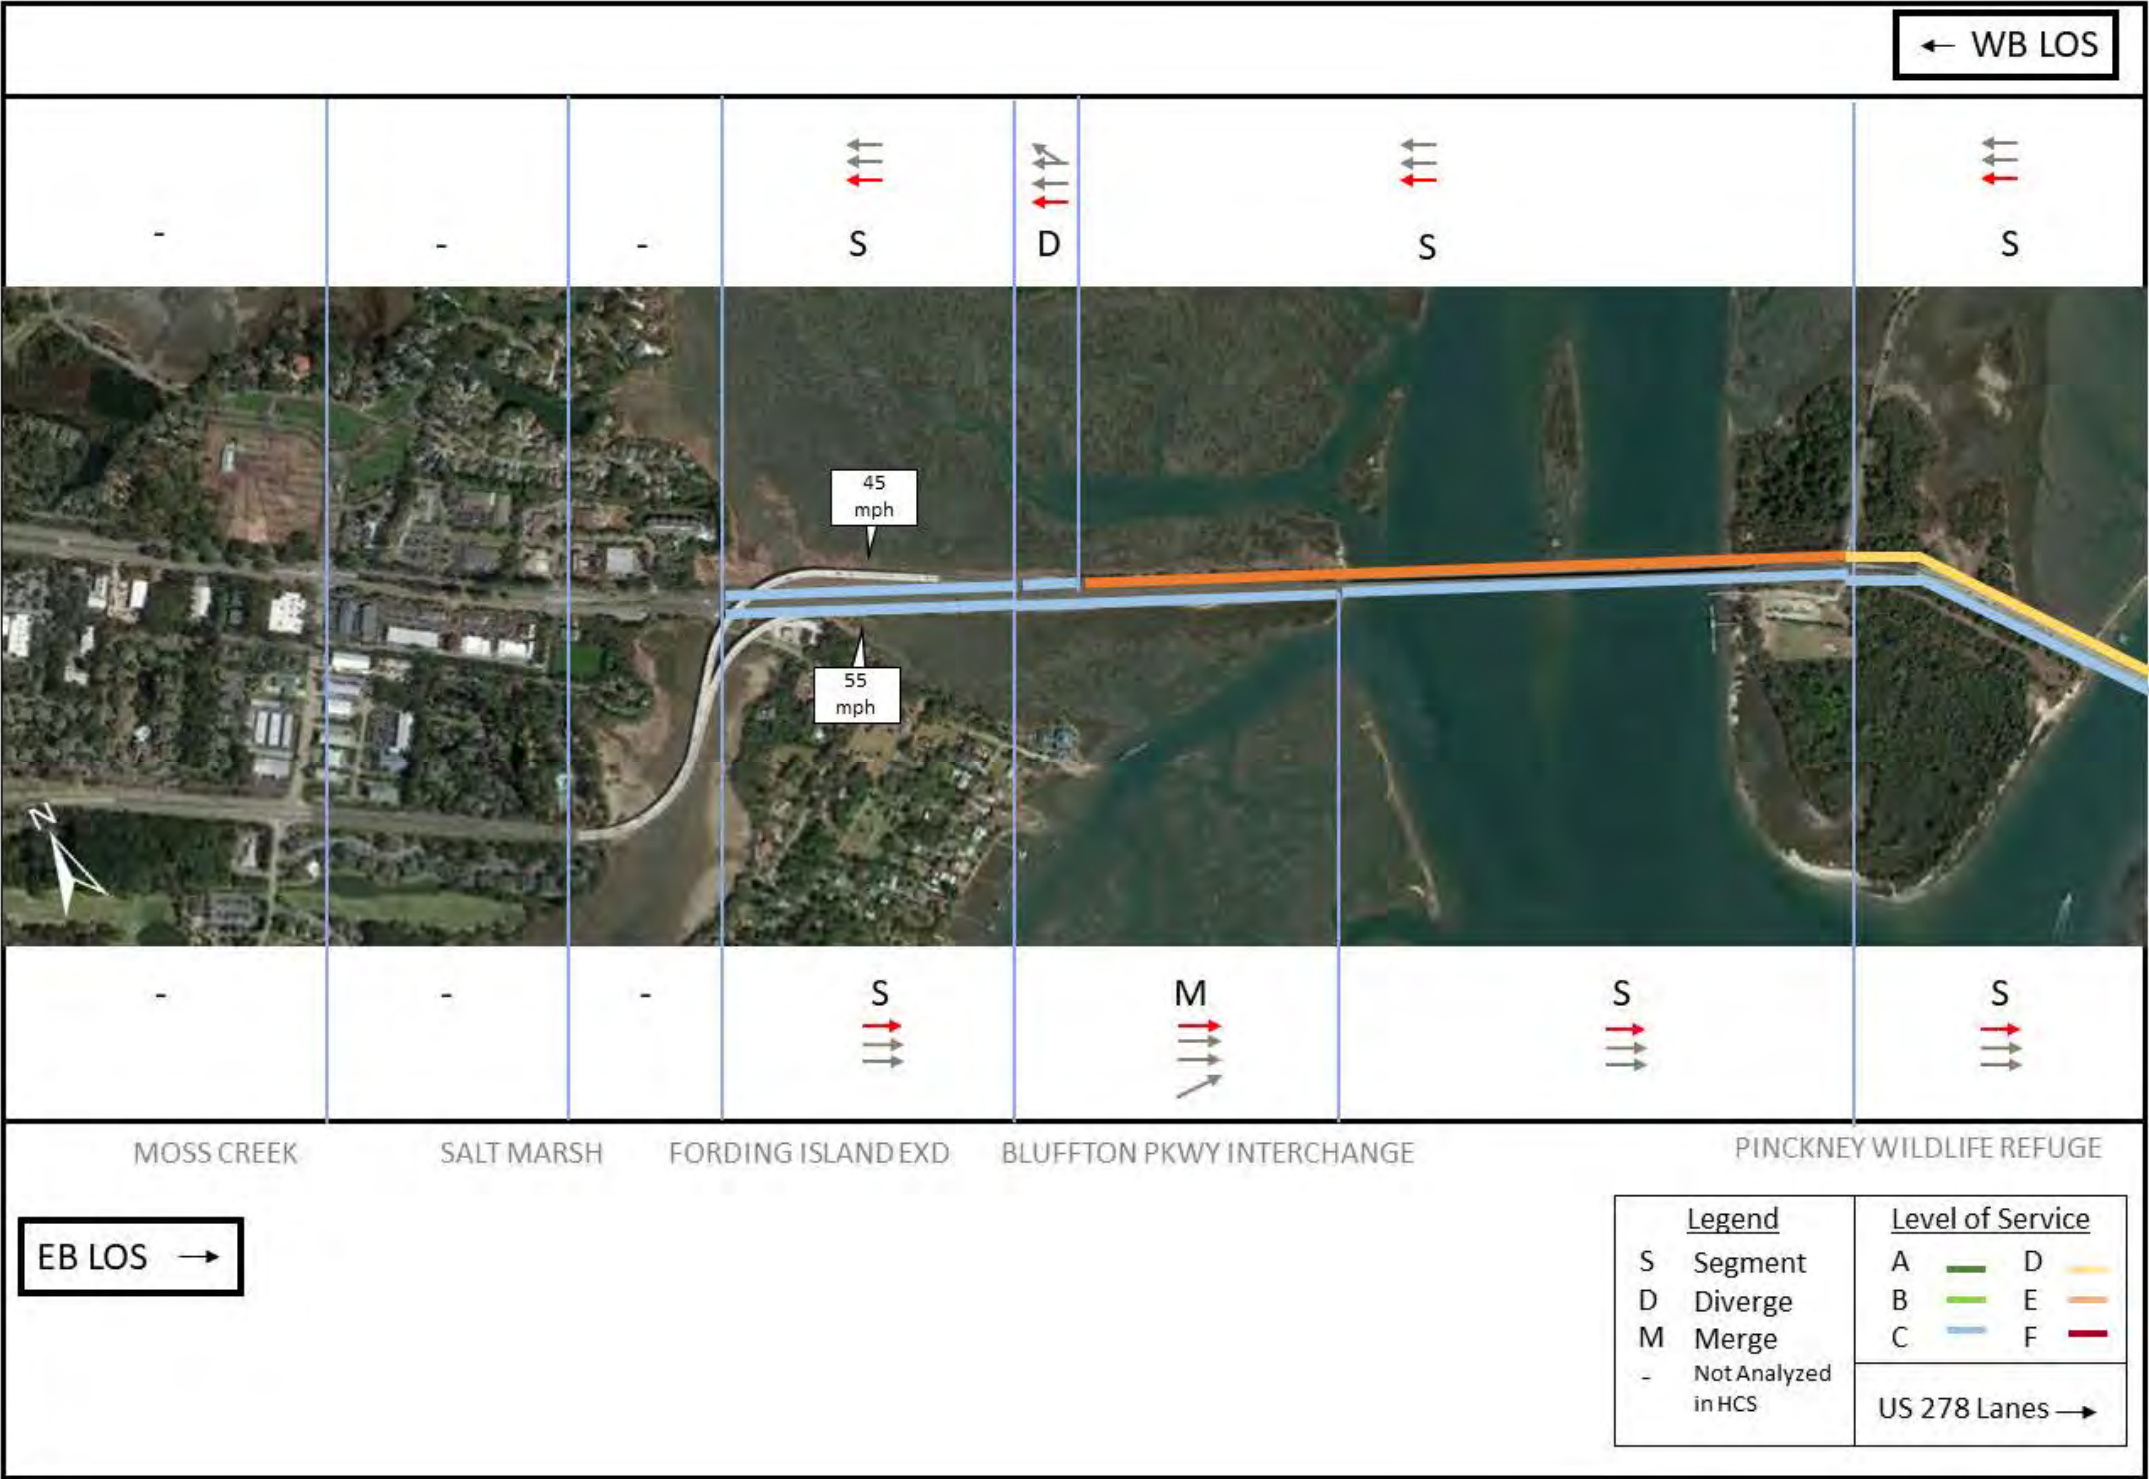 ← WB LOS
- - - S D S S
45
mph
55
mph
N
- - - S M S S
MOSS CREEK SALT MARSH FORDING ISLAND EXD BLUFFTON PKWY INTERCHANGE PINCKNEY WILDLIFE REFUGE
EB LOS →
Legend
S Segment
D Diverge
M Merge
- Not Analyzed
in HCS
Level of Service
A D
B E
C F
US 278 Lanes →